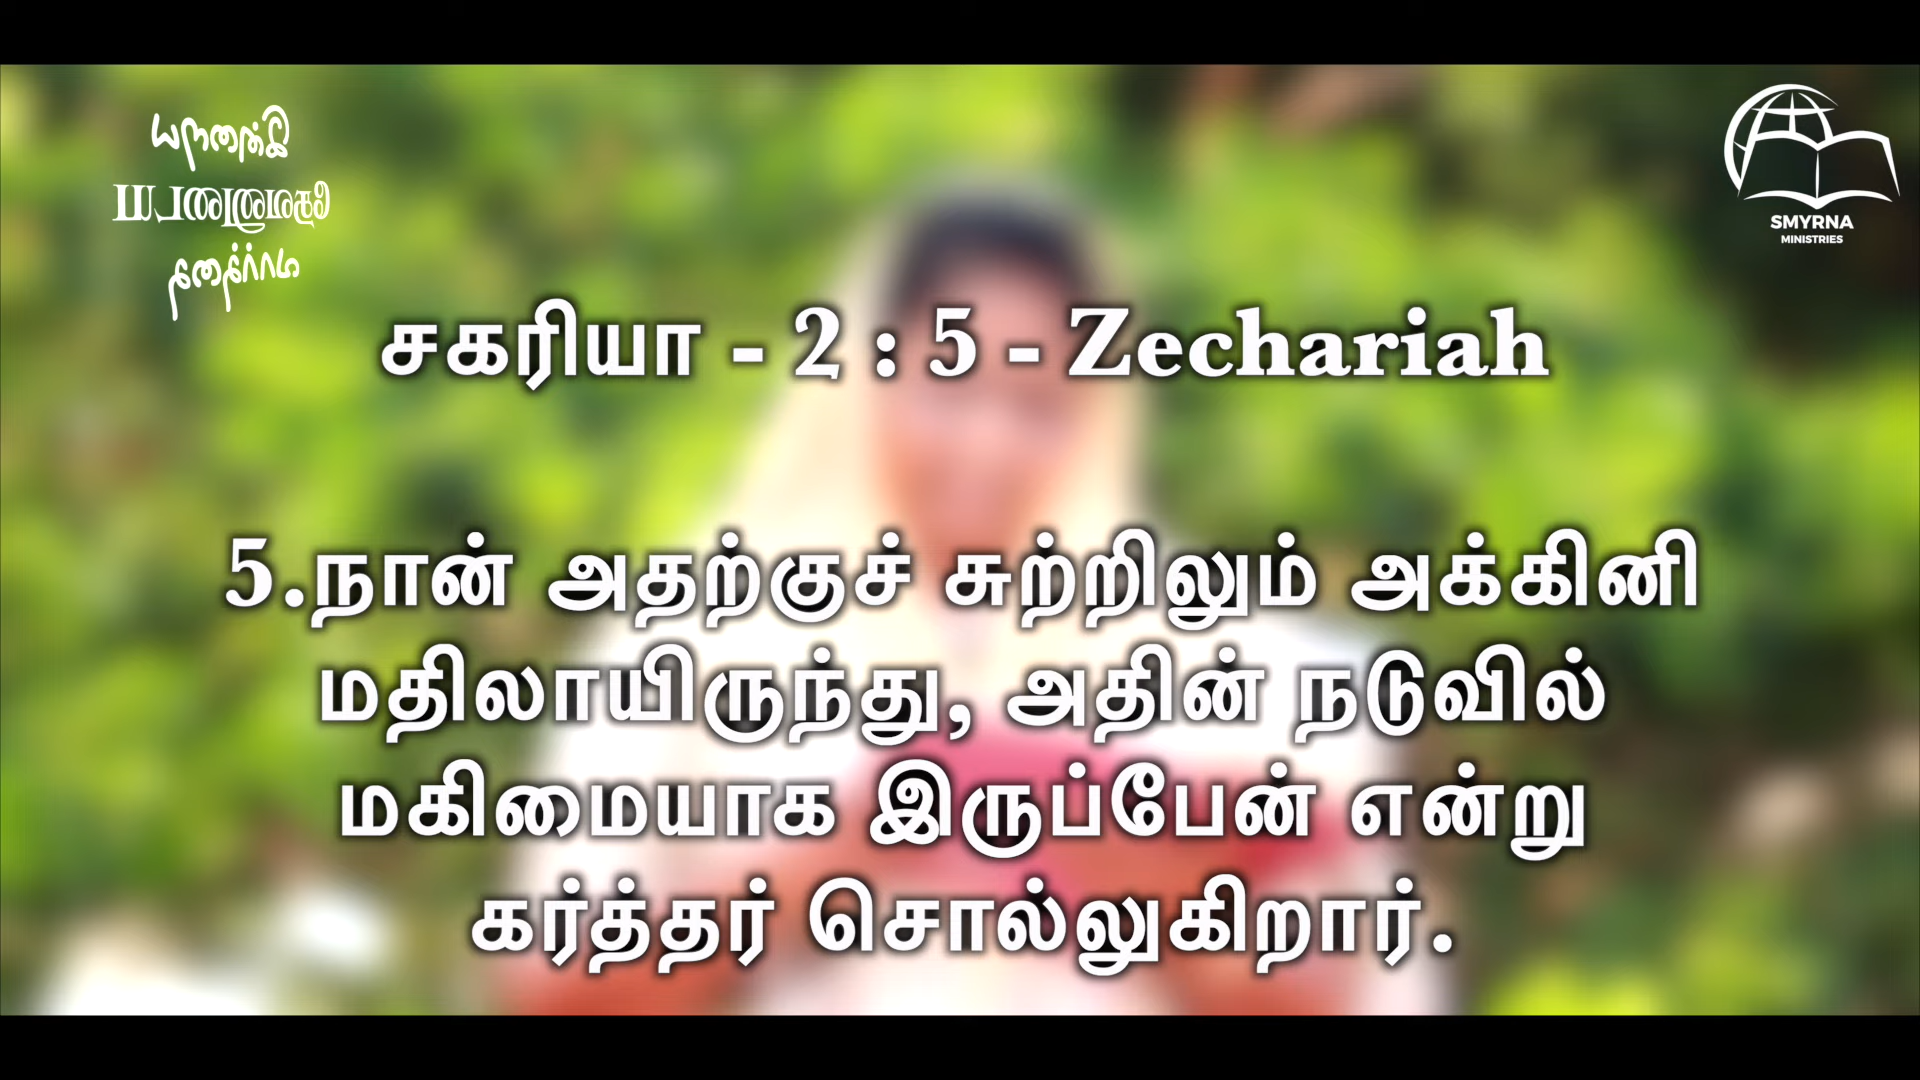 SMYRNA
MINISTRIES
சகரியா - 2 : 5 - Zechariah
5.நான் அதற்குச் சுற்றிலும் அக்கினி
மதிலாயிருந்து, அதின் நடுவில்
மகிமையாக இருப்பேன் என்று
கர்த்தர் சொல்லுகிறார்.